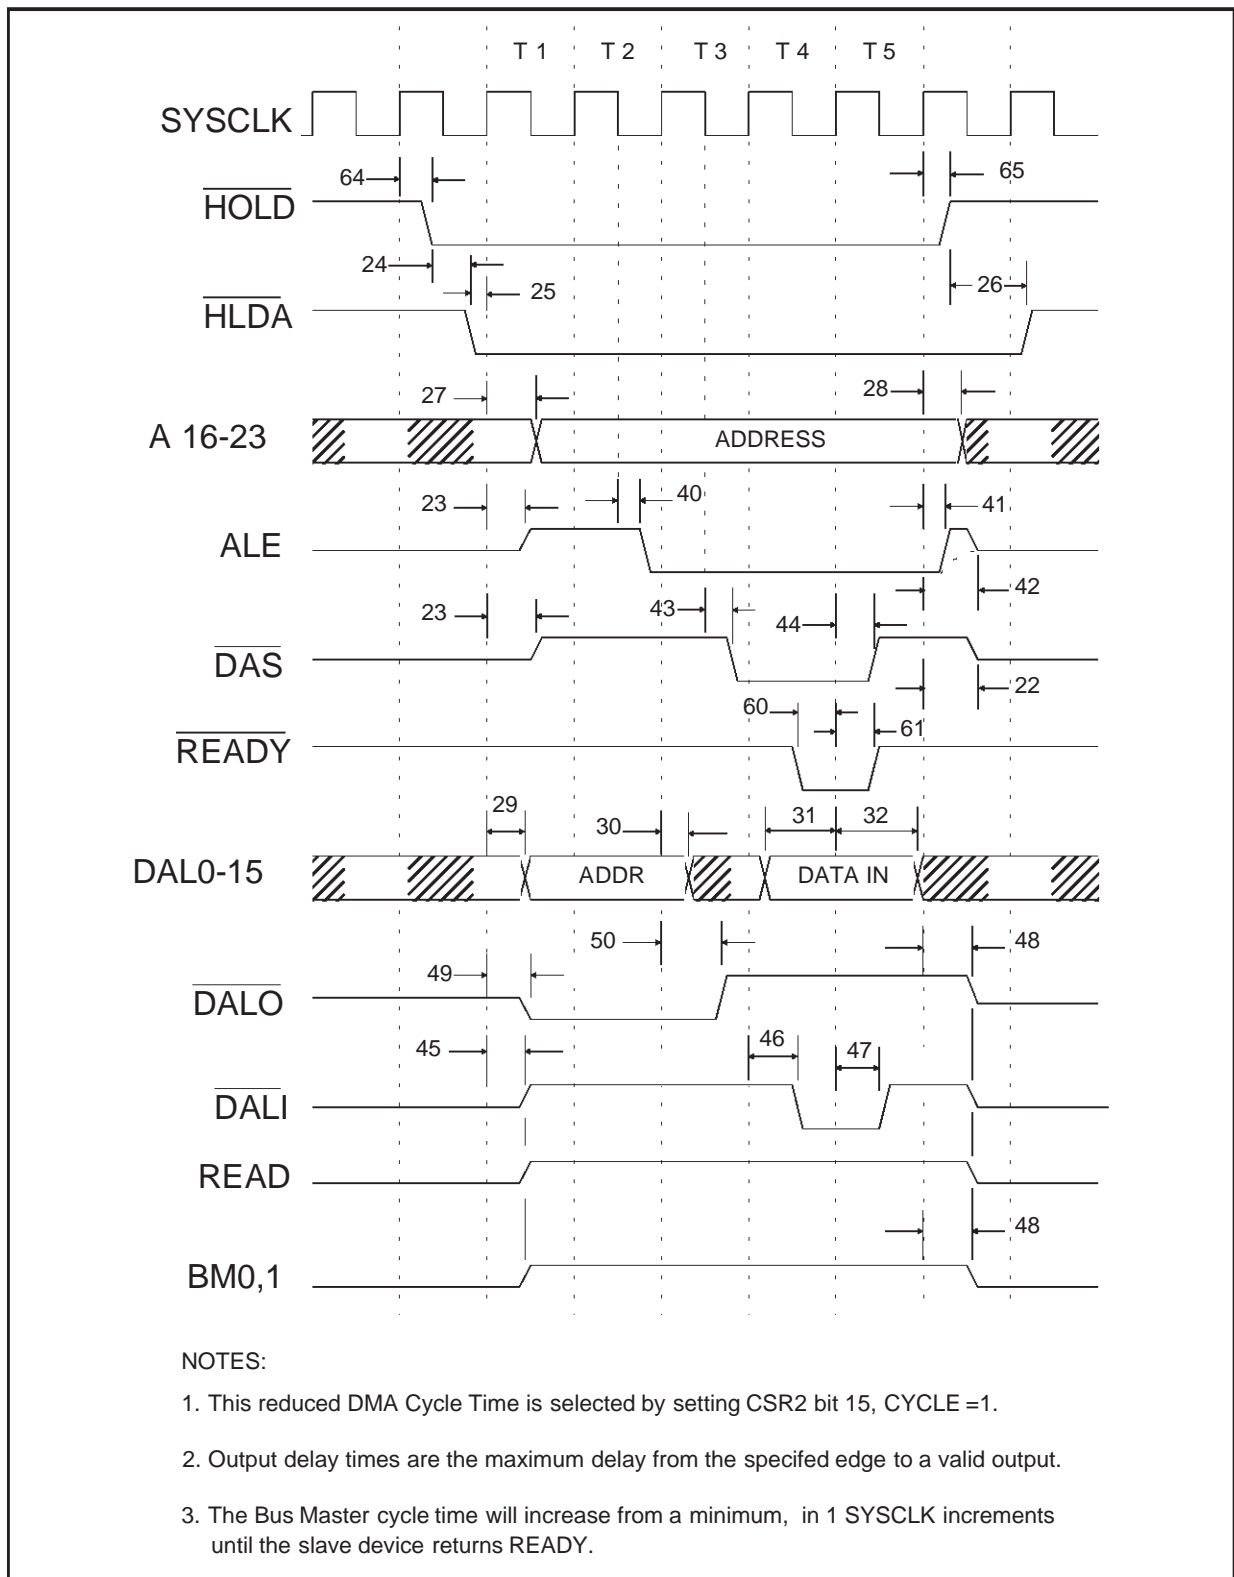 T 1 T 2 T 3 T 4 T 5
SYSCLK
64 65
HOLD
24 25 26
HLDA
27 28
A 16-23 ADDRESS
23 40 41
ALE
42
23 43 44
DAS
22
60 61
READY
29 30 31 32
DAL0-15 ADDR DATA IN
50 48
49
DALO
45 46 47
DALI
READ
48
BM0,1
NOTES:
1. This reduced DMA Cycle Time is selected by setting CSR2 bit 15, CYCLE =1.
2. Output delay times are the maximum delay from the specifed edge to a valid output.
3. The Bus Master cycle time will increase from a minimum, in 1 SYSCLK increments
until the slave device returns READY.